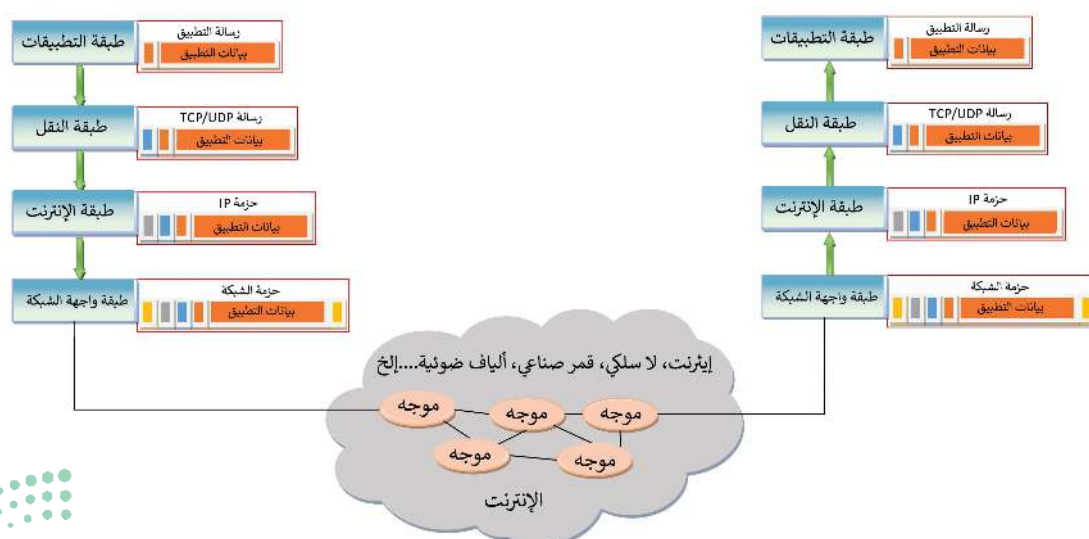 رسالة التطبيق
طبقة التطبيقات
بيانات التطبيق
رسالة TCP/UDP
طبقة النقل
بيانات التطبيق
حزمة IP
طبقة الإنترنت
بيانات التطبيق
حزمة الشبكة
طبقة واجهة الشبكة
بيانات التطبيق
رسالة التطبيق
طبقة التطبيقات
بيانات التطبيق
رسالة TCP/UDP
طبقة النقل
بيانات التطبيق
حزمة IP
طبقة الإنترنت
بيانات التطبيق
حزمة الشبكة
طبقة واجهة الشبكة
بيانات التطبيق
إيثرنت، لا سلكي، قمر صناعي، ألياف ضوئية....إلخ
موجه
موجه
موجه
موجه
موجه
الإنترنت